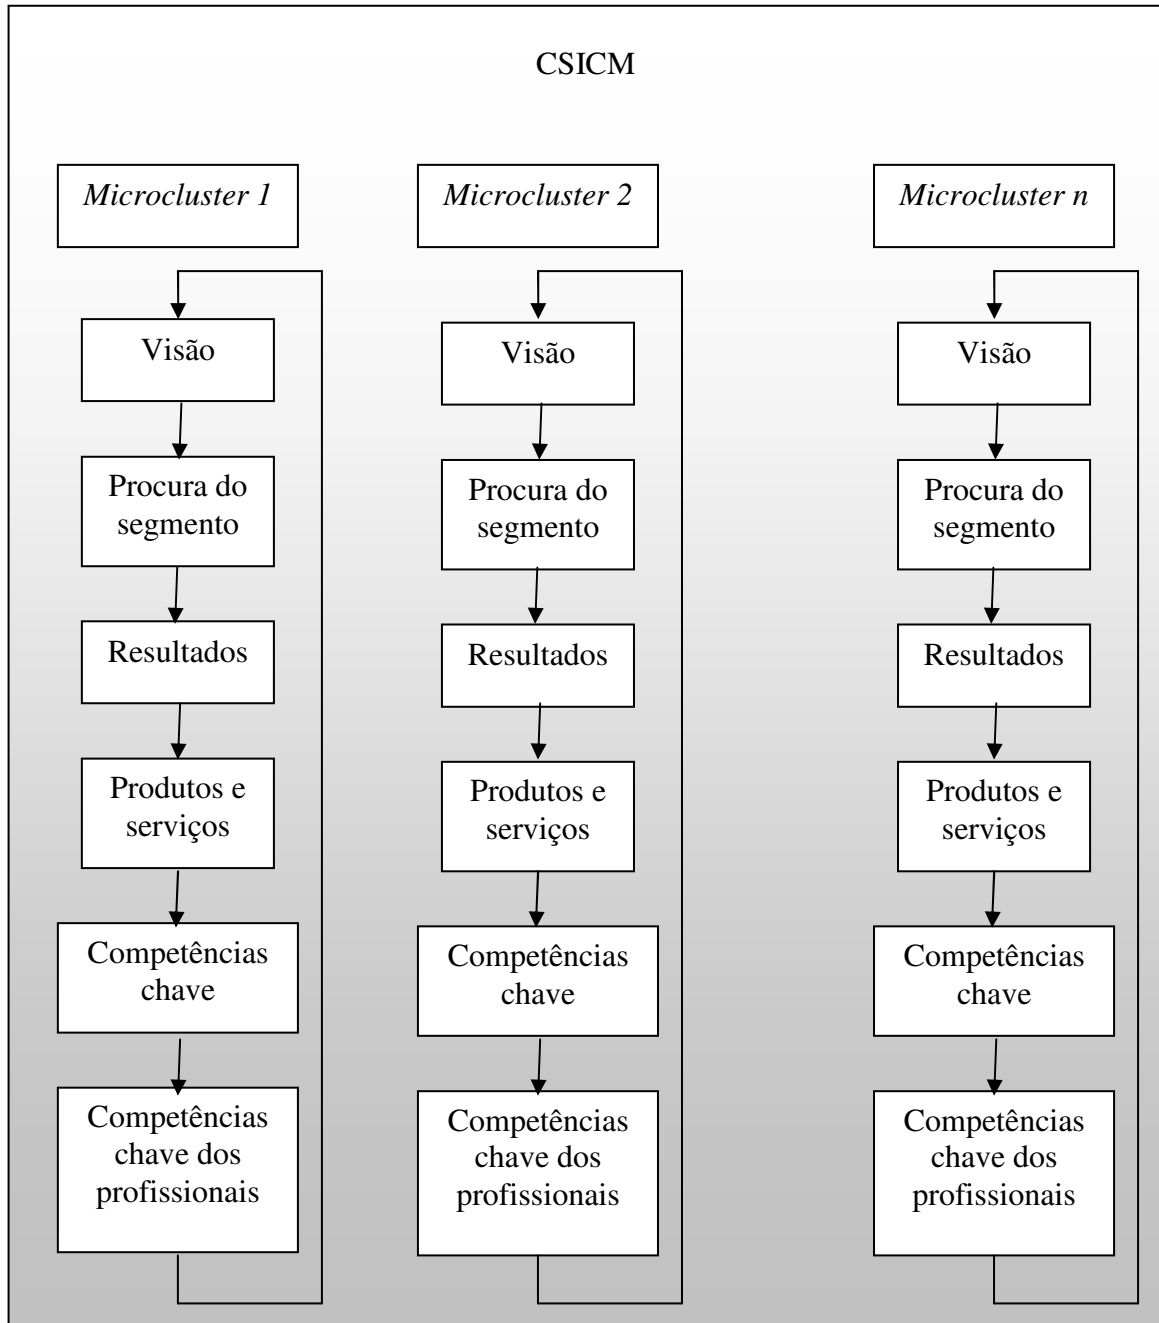 CSICM
Microcluster 1
Visão
Procura do
segmento
Resultados
Produtos e
serviços
Competências
chave
Competências
chave dos
profissionais
Microcluster 2
Visão
Procura do
segmento
Resultados
Produtos e
serviços
Competências
chave
Competências
chave dos
profissionais
Microcluster n
Visão
Procura do
segmento
Resultados
Produtos e
serviços
Competências
chave
Competências
chave dos
profissionais